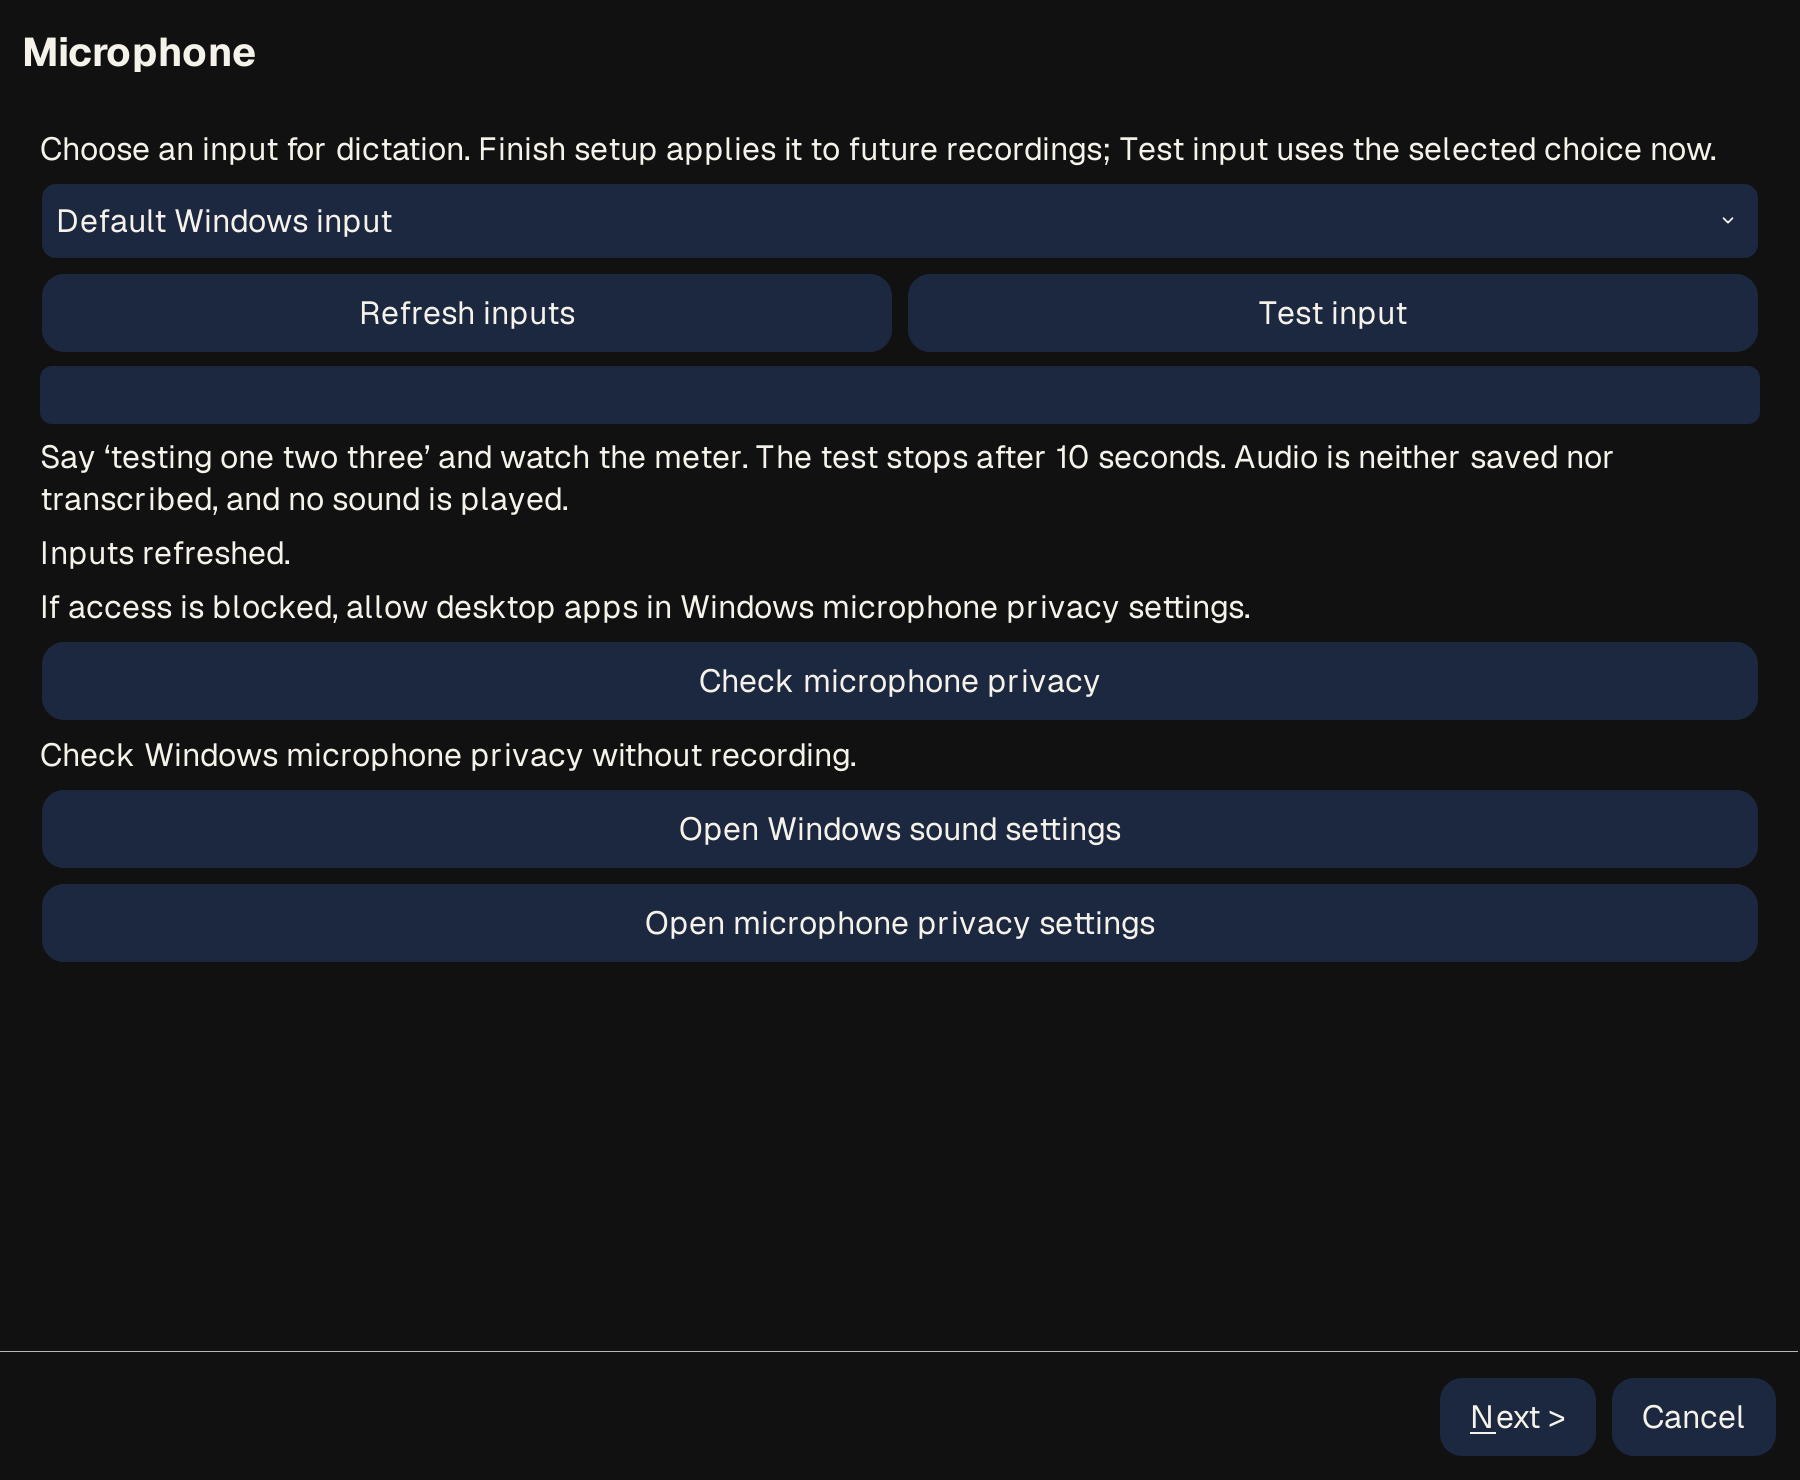 Microphone
Choose an input for dictation. Finish setup applies it to future recordings; Test input uses the selected choice now.
Default Windows input
Refresh inputs
Test input
Say ‘testing one two three’ and watch the meter. The test stops after 10 seconds. Audio is neither saved nor
transcribed, and no sound is played.
Inputs refreshed.
If access is blocked, allow desktop apps in Windows microphone privacy settings.
Check microphone privacy
Check Windows microphone privacy without recording.
Open Windows sound settings
Open microphone privacy settings
Next >
Cancel